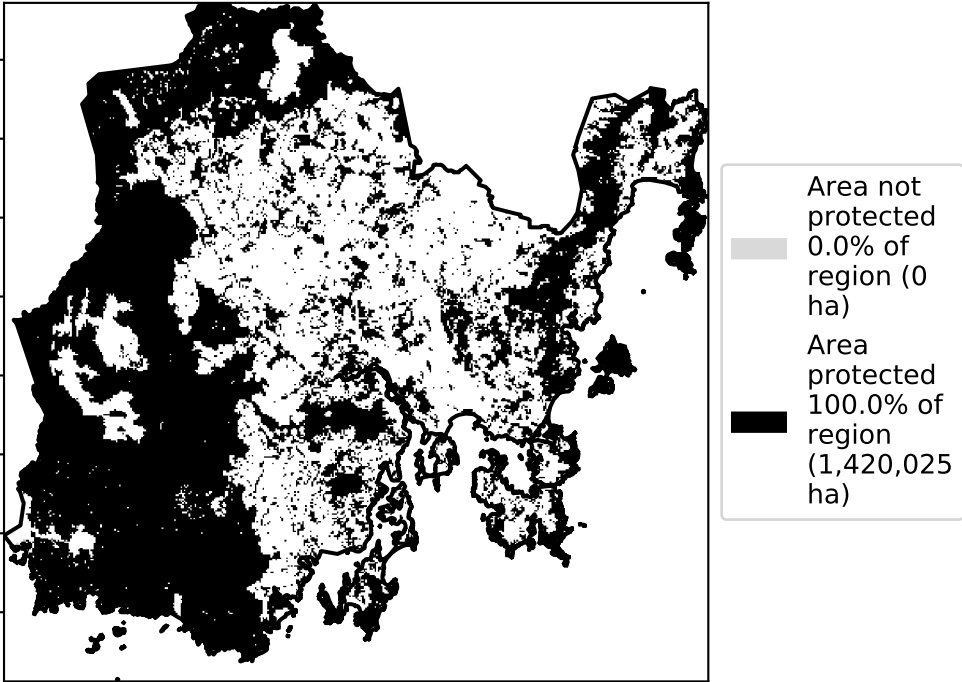 Area not
protected
0.0% of
region (0
ha)
Area
protected
100.0% of
region
(1,420,025
ha)